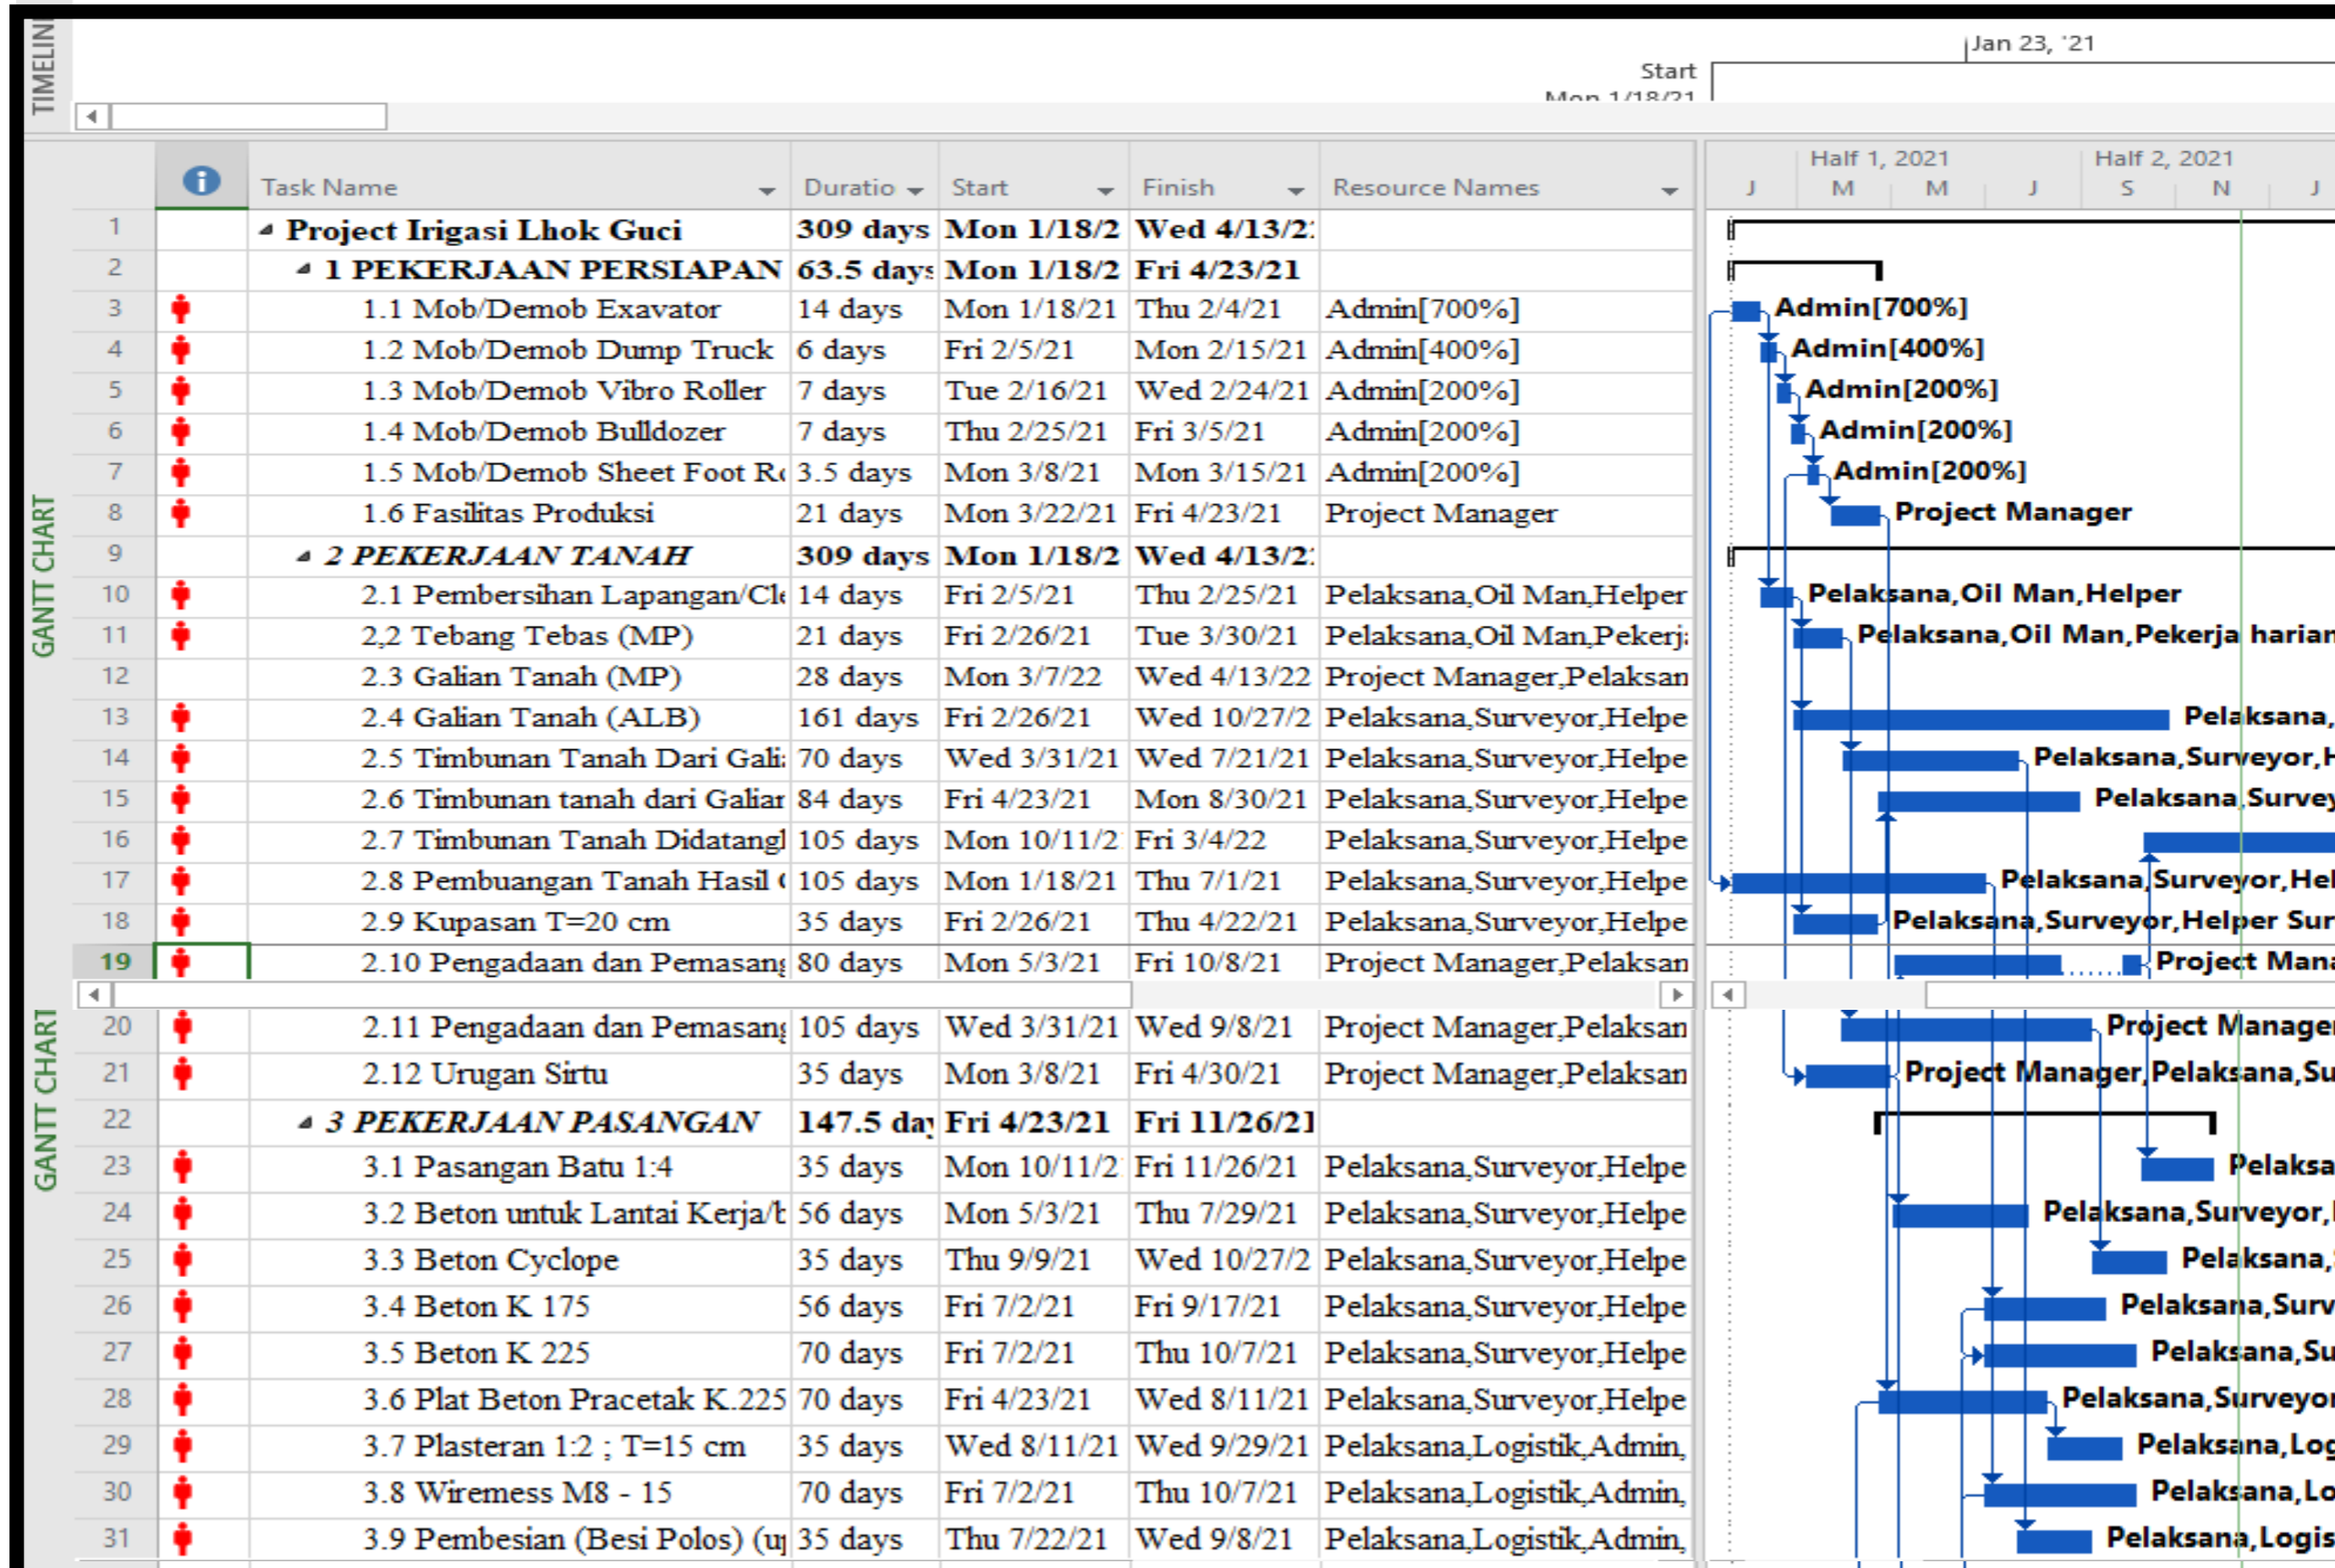 TIMELIN
Jan 23, '21
Start
Mon 1/18/21
GANTT CHART
GANTT CHART
Task Name Duratio Start Finish Resource Names
Half 1, 2021 Half 2, 2021
J M M J S N J
1 Project Irigasi Lhok Guci 309 days Mon 1/18/2 Wed 4/13/2
2 1 PEKERJAAN PERSIAPAN 63.5 days Mon 1/18/2 Fri 4/23/21
3 1.1 Mob/Demob Exavator 14 days Mon 1/18/21 Thu 2/4/21 Admin[700%] Admin[700%]
4 1.2 Mob/Demob Dump Truck 6 days Fri 2/5/21 Mon 2/15/21 Admin[400%] Admin[400%]
5 1.3 Mob/Demob Vibro Roller 7 days Tue 2/16/21 Wed 2/24/21 Admin[200%] Admin[200%]
6 1.4 Mob/Demob Bulldozer 7 days Thu 2/25/21 Fri 3/5/21 Admin[200%] Admin[200%]
7 1.5 Mob/Demob Sheet Foot Ro 3.5 days Mon 3/8/21 Mon 3/15/21 Admin[200%] Admin[200%]
8 1.6 Fasilitas Produksi 21 days Mon 3/22/21 Fri 4/23/21 Project Manager Project Manager
9 2 PEKERJAAN TANAH 309 days Mon 1/18/2 Wed 4/13/2
10 2.1 Pembersihan Lapangan/Cle 14 days Fri 2/5/21 Thu 2/25/21 Pelaksana,Oil Man,Helper Pelaksana,Oil Man,Helper
11 2,2 Tebang Tebas (MP) 21 days Fri 2/26/21 Tue 3/30/21 Pelaksana,Oil Man,Pekerja Pelaksana,Oil Man,Pekerja harian
12 2.3 Galian Tanah (MP) 28 days Mon 3/7/22 Wed 4/13/22 Project Manager,Pelaksan
13 2.4 Galian Tanah (ALB) 161 days Fri 2/26/21 Wed 10/27/2 Pelaksana,Surveyor,Helpe Pelaksana,
14 2.5 Timbunan Tanah Dari Gali 70 days Wed 3/31/21 Wed 7/21/21 Pelaksana,Surveyor,Helpe Pelaksana,Surveyor,H
15 2.6 Timbunan tanah dari Galian 84 days Fri 4/23/21 Mon 8/30/21 Pelaksana,Surveyor,Helpe Pelaksana,Survey
16 2.7 Timbunan Tanah Didatang 105 days Mon 10/11/2 Fri 3/4/22 Pelaksana,Surveyor,Helpe
17 2.8 Pembuangan Tanah Hasil 105 days Mon 1/18/21 Thu 7/1/21 Pelaksana,Surveyor,Helpe Pelaksana,Surveyor,Hel
18 2.9 Kupasan T=20 cm 35 days Fri 2/26/21 Thu 4/22/21 Pelaksana,Surveyor,Helpe Pelaksana,Surveyor,Helper Sur
19 2.10 Pengadaan dan Pemasang 80 days Mon 5/3/21 Fri 10/8/21 Project Manager,Pelaksan Project Mana
20 2.11 Pengadaan dan Pemasang 105 days Wed 3/31/21 Wed 9/8/21 Project Manager,Pelaksan Project Manager
21 2.12 Urugan Sirtu 35 days Mon 3/8/21 Fri 4/30/21 Project Manager,Pelaksan Project Manager,Pelaksana,Su
22 3 PEKERJAAN PASANGAN 147.5 day Fri 4/23/21 Fri 11/26/21
23 3.1 Pasangan Batu 1:4 35 days Mon 10/11/2 Fri 11/26/21 Pelaksana,Surveyor,Helpe Pelaksa
24 3.2 Beton untuk Lantai Kerja/b 56 days Mon 5/3/21 Thu 7/29/21 Pelaksana,Surveyor,Helpe Pelaksana,Surveyor,
25 3.3 Beton Cyclope 35 days Thu 9/9/21 Wed 10/27/2 Pelaksana,Surveyor,Helpe Pelaksana,
26 3.4 Beton K 175 56 days Fri 7/2/21 Fri 9/17/21 Pelaksana,Surveyor,Helpe Pelaksana,Surv
27 3.5 Beton K 225 70 days Fri 7/2/21 Thu 10/7/21 Pelaksana,Surveyor,Helpe Pelaksana,Su
28 3.6 Plat Beton Pracetak K.225 70 days Fri 4/23/21 Wed 8/11/21 Pelaksana,Surveyor,Helpe Pelaksana,Surveyor
29 3.7 Plasteran 1:2 ; T=15 cm 35 days Wed 8/11/21 Wed 9/29/21 Pelaksana,Logistik,Admin, Pelaksana,Log
30 3.8 Wiremess M8 - 15 70 days Fri 7/2/21 Thu 10/7/21 Pelaksana,Logistik,Admin, Pelaksana,Lo
31 3.9 Pembesian (Besi Polos) (u 35 days Thu 7/22/21 Wed 9/8/21 Pelaksana,Logistik,Admin, Pelaksana,Logis